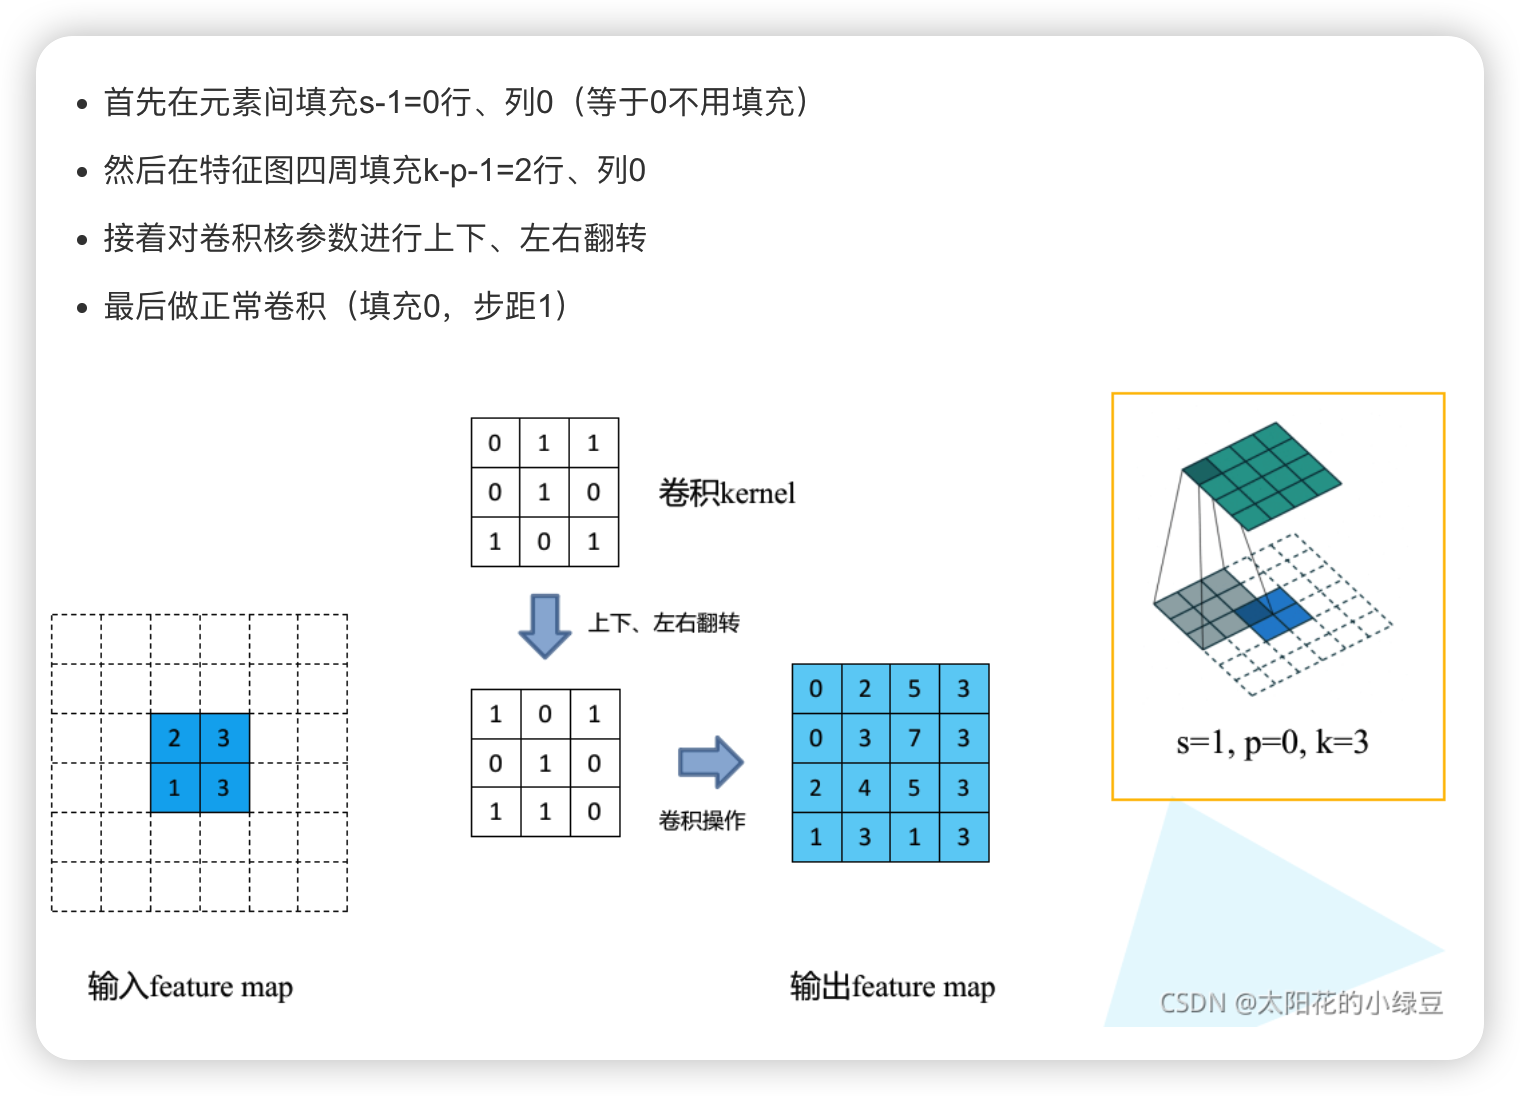 首先在元素间填充s-1=0行、列0（等于0不用填充）
然后在特征图四周填充k-p-1=2行、列0
接着对卷积核参数进行上下、左右翻转
最后做正常卷积（填充0，步距1）
0 1 1
0 1 0
1 0 1
卷积kernel
上下、左右翻转
2 3
1 3
输入feature map
1 0 1
0 1 0
1 1 0
卷积操作
0 2 5 3
0 3 7 3
2 4 5 3
1 3 1 3
输出feature map
s=1, p=0, k=3
CSDN @太阳花的小绿豆